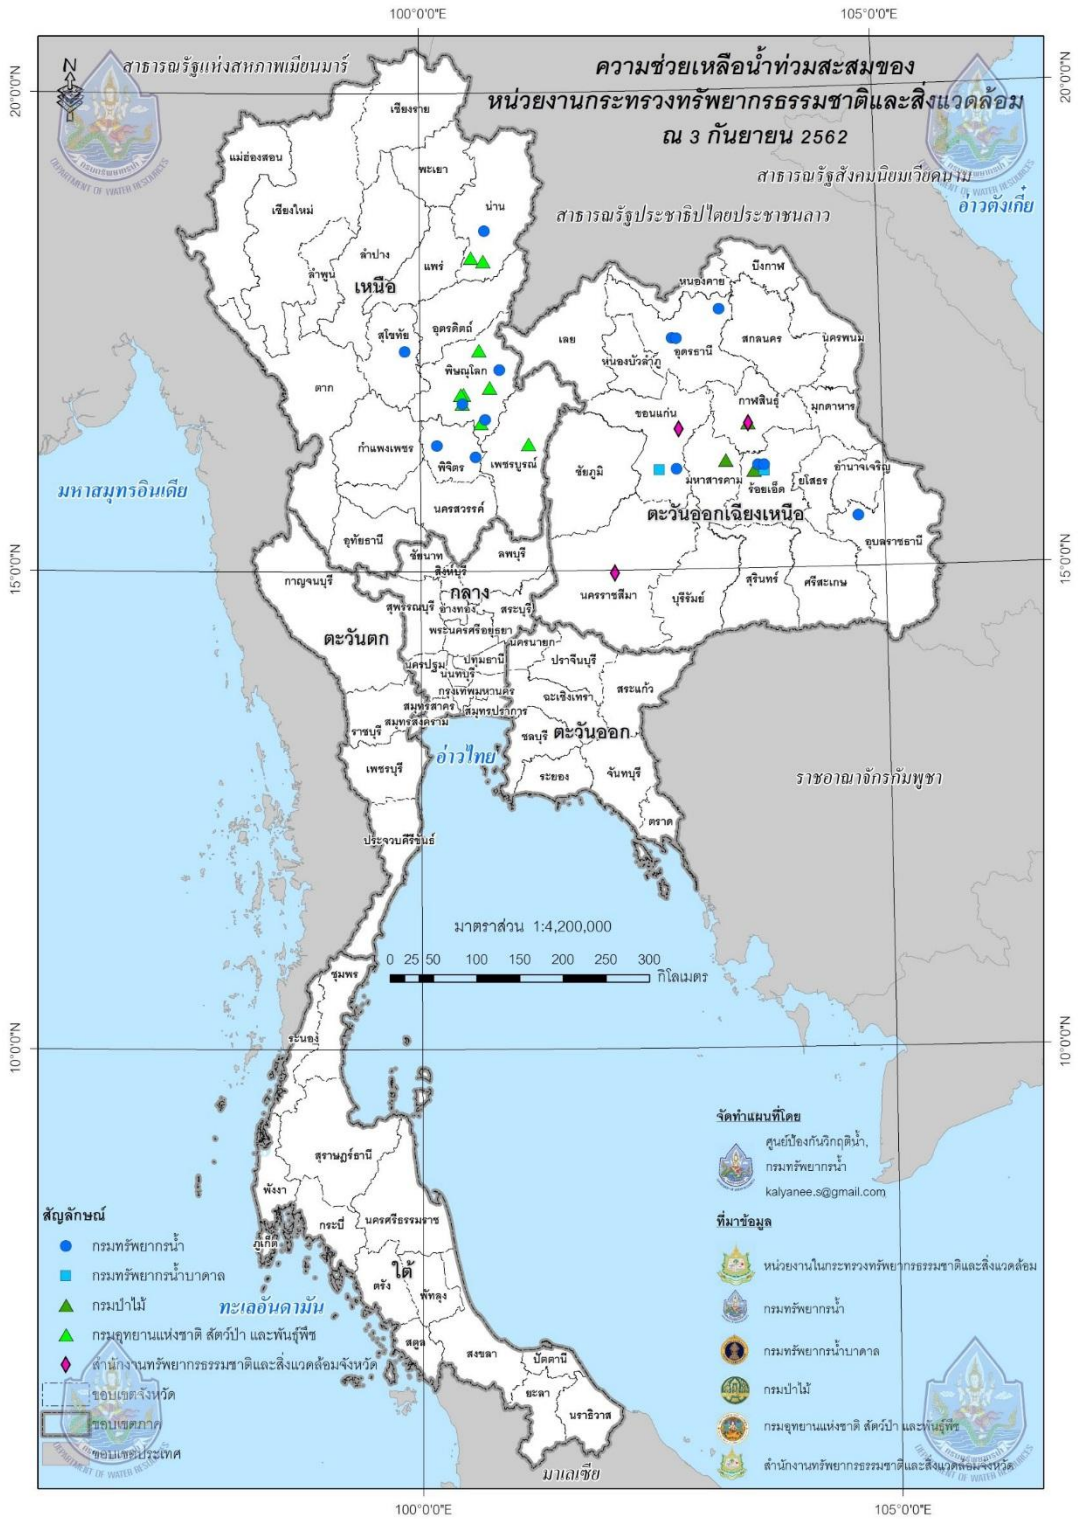 100°0'0"E
105°0'0"E
20°0'0"N
20°0'0"N
N
สาธารณรัฐแห่งสหภาพเมียนมาร์
ความช่วยเหลือน้ำท่วมสะสมของ
หน่วยงานกระทรวงทรัพยากรธรรมชาติและสิ่งแวดล้อม
ณ 3 กันยายน 2562
กรมทรัพยากรน้ำ
DEPARTMENT OF WATER RESOURCES
กรมทรัพยากรน้ำ
DEPARTMENT OF WATER RESOURCES
สาธารณรัฐสังคมนิยมเวียดนาม
อ่าวตังเกี๋ย
สาธารณรัฐประชาธิปไตยประชาชนลาว
เชียงราย
แม่ฮ่องสอน
พะเยา
เชียงใหม่
น่าน
ลำปาง
แพร่
ลำพูน
เหนือ
บึงกาฬ
หนองคาย
สุโขทัย
อุตรดิตถ์
เลย
อุดรธานี
สกลนคร
นครพนม
หนองบัวลำภู
พิษณุโลก
ตาก
ขอนแก่น
กาฬสินธุ์
มุกดาหาร
กำแพงเพชร
พิจิตร
เพชรบูรณ์
ชัยภูมิ
มหาสารคาม
ร้อยเอ็ด
ยโสธร
อำนาจเจริญ
มหาสมุทรอินเดีย
นครสวรรค์
ตะวันออกเฉียงเหนือ
อุบลราชธานี
อุทัยธานี
ชัยนาท
ลพบุรี
15°0'0"N
15°0'0"N
สิงห์บุรี
กาญจนบุรี
กลาง
นครราชสีมา
บุรีรัมย์
สุรินทร์
ศรีสะเกษ
สุพรรณบุรี
อ่างทอง
สระบุรี
ตะวันตก
พระนครศรีอยุธยา
นครนายก
นครปฐม
ปทุมธานี
ปราจีนบุรี
นนทบุรี
สระแก้ว
กรุงเทพมหานคร
ฉะเชิงเทรา
สมุทรสาคร
สมุทรปราการ
สมุทรสงคราม
ราชบุรี
ชลบุรี
ตะวันออก
อ่าวไทย
เพชรบุรี
ระยอง
จันทบุรี
ราชอาณาจักรกัมพูชา
ตราด
ประจวบคีรีขันธ์
มาตราส่วน 1:4,200,000
0 25 50 100 150 200 250 300
กิโลเมตร
ชุมพร
ระนอง
10°0'0"N
10°0'0"N
สุราษฎร์ธานี
พังงา
นครศรีธรรมราช
กระบี่
ภูเก็ต
ใต้
ตรัง
พัทลุง
ทะเลอันดามัน
สตูล
สงขลา
ปัตตานี
ยะลา
นราธิวาส
มาเลเซีย
สัญลักษณ์
กรมทรัพยากรน้ำ
กรมทรัพยากรน้ำบาดาล
กรมป่าไม้
กรมอุทยานแห่งชาติ สัตว์ป่า และพันธุ์พืช
สำนักงานทรัพยากรธรรมชาติและสิ่งแวดล้อมจังหวัด
ขอบเขตจังหวัด
ขอบเขตภาค
ขอบเขตประเทศ
DEPARTMENT OF WATER RESOURCES
จัดทำแผนที่โดย
ศูนย์ป้องกันวิกฤติน้ำ,
กรมทรัพยากรน้ำ
kalyanee.s@gmail.com
ที่มาข้อมูล
หน่วยงานในกระทรวงทรัพยากรธรรมชาติและสิ่งแวดล้อม
กรมทรัพยากรน้ำ
กรมทรัพยากรน้ำบาดาล
กรมป่าไม้
กรมอุทยานแห่งชาติ สัตว์ป่า และพันธุ์พืช
สำนักงานทรัพยากรธรรมชาติและสิ่งแวดล้อมจังหวัด
DEPARTMENT OF WATER RESOURCES
100°0'0"E
105°0'0"E